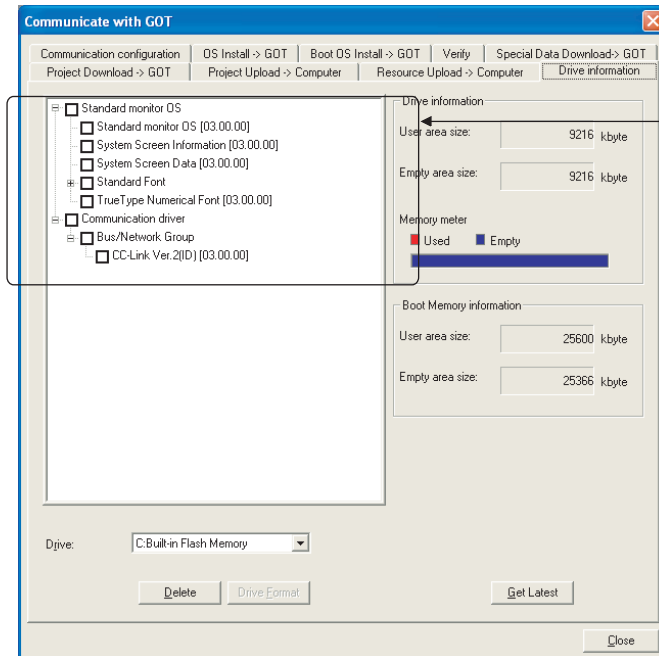 Communicate with GOT
Communication configuration OS Install -> GOT Boot OS Install -> GOT Verify Special Data Download-> GOT
Project Download -> GOT Project Upload -> Computer Resource Upload -> Computer Drive information
Standard monitor OS
Standard monitor OS [03.00.00]
System Screen Information [03.00.00]
System Screen Data [03.00.00]
Standard Font
TrueType Numerical Font [03.00.00]
Communication driver
Bus/Network Group
CC-Link Ver.2(ID) [03.00.00]
Drive information
User area size: 9216 kbyte
Empty area size: 9216 kbyte
Memory meter
Used Empty
Boot Memory information
User area size: 25600 kbyte
Empty area size: 25366 kbyte
Drive: C:Built-in Flash Memory
Delete Drive Format Get Latest
Close